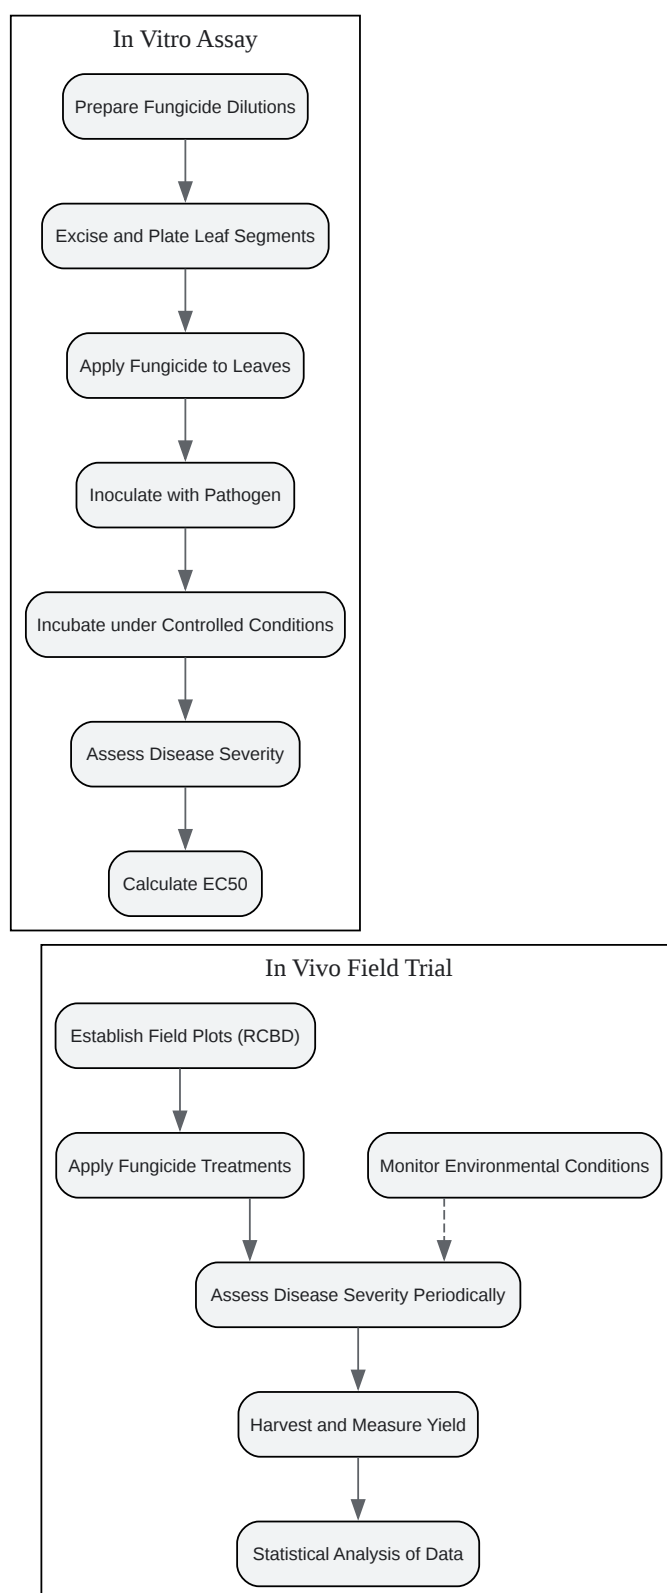 In Vitro Assay
Prepare Fungicide Dilutions
Excise and Plate Leaf Segments
Apply Fungicide to Leaves
Inoculate with Pathogen
Incubate under Controlled Conditions
Assess Disease Severity
Calculate EC50
In Vivo Field Trial
Establish Field Plots (RCBD)
Apply Fungicide Treatments
Monitor Environmental Conditions
Assess Disease Severity Periodically
Harvest and Measure Yield
Statistical Analysis of Data